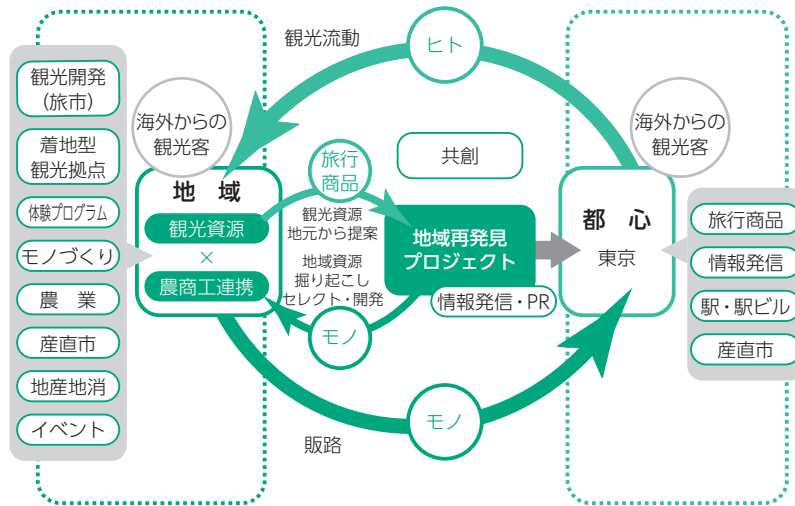 観光開発
(旅市)
着地型
観光拠点
体験プログラム
モノづくり
農 業
産直市
地産地消
イベント
海外からの
観光客
地 域
観光資源
×
農商工連携
観光流動
ヒト
旅行
商品
共創
観光資源
地元から提案
地域資源
掘り起こし
セレクト・開発
地域再発見
プロジェクト
情報発信・PR
モノ
モノ
販路
海外からの
観光客
都 心
東京
旅行商品
情報発信
駅・駅ビル
産直市